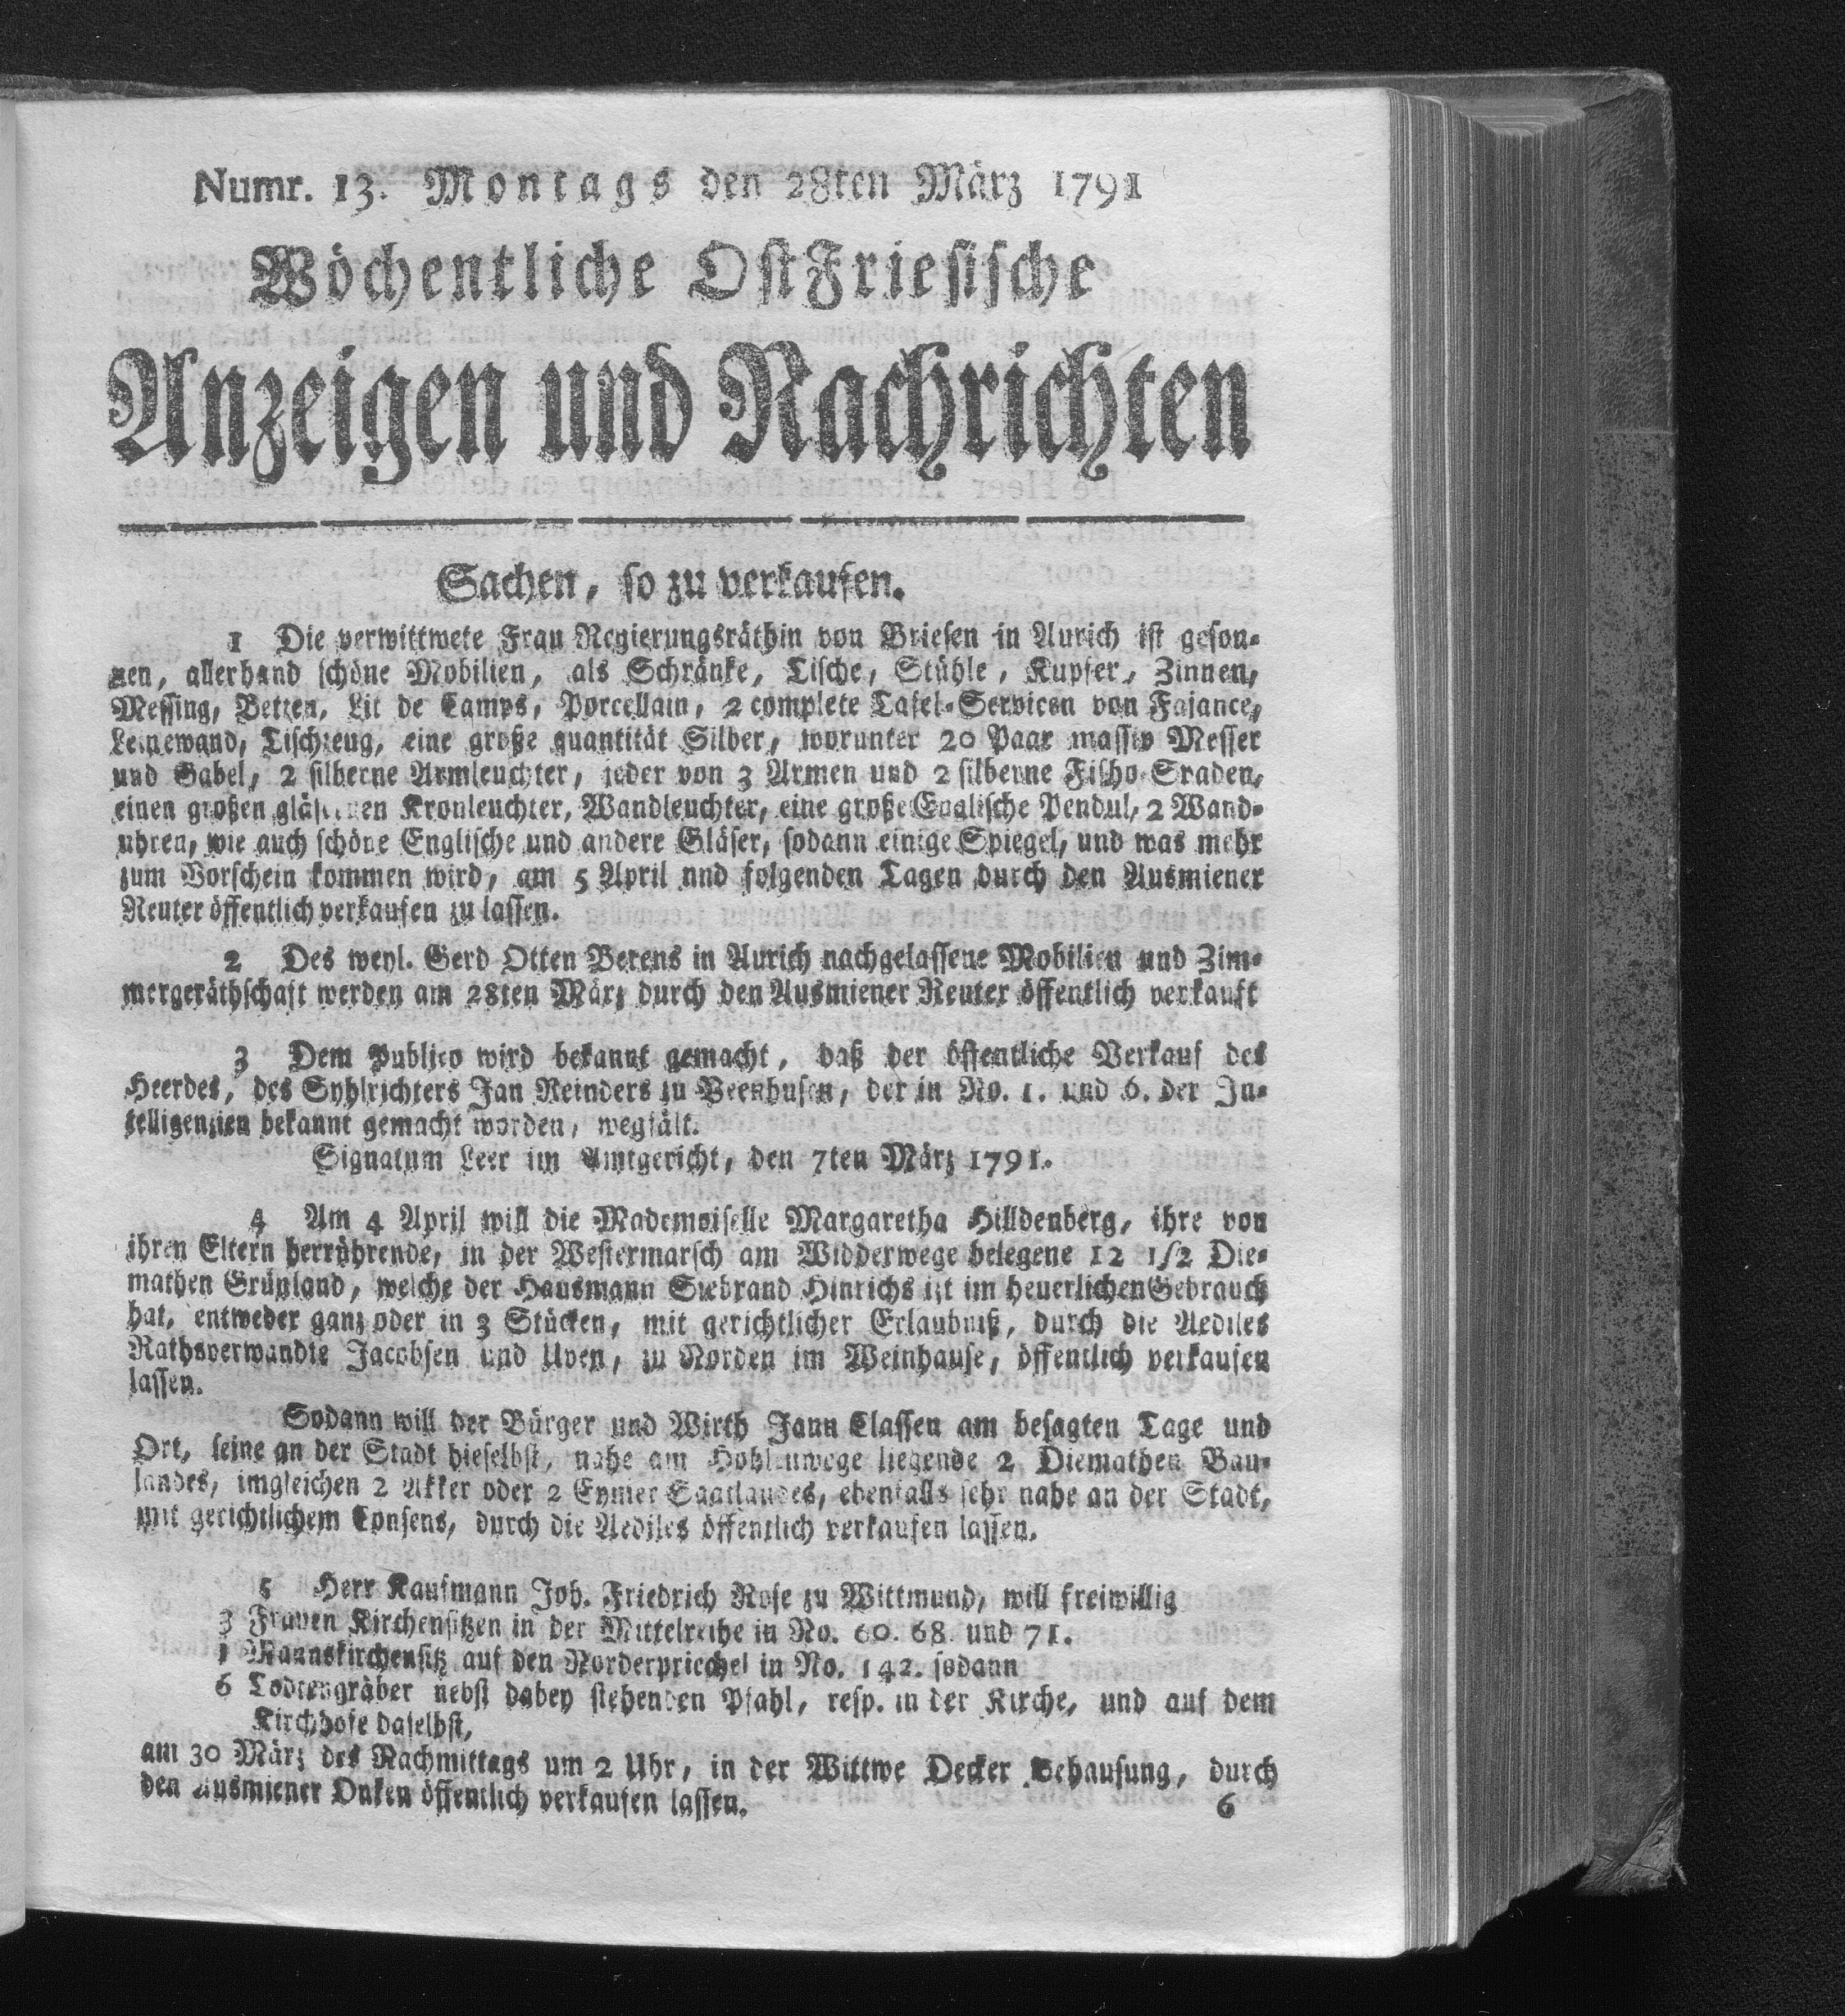 Numr. 13. Montags den 28ten März 1791
Wöchentliche OstFriesische
Anzeigen und Nachrichten
Sachen, so zu verkaufen.
1 Die verwittwete Frau Regierungsräthin von Briesen in Aurich ist geson-
nen, allerhand schöne Mobilien, als Schränke, Tische, Stühle, Kupfer, Zinnen,
Messing, Betten, Lit de Camps, Porcellain, 2 complete Tafel-Servicen von Fajance,
Leinewand, Tischzeug, eine große quantität Silber, worunter 20 Paar massiv Messer
und Gabel, 2 silberne Armleuchter, jeder von 3 Armen und 2 silberne
einen großen gläsernen Kronleuchter, Wandleuchter, eine große Englische Pendul, 2 Wand-
uhren, wie auch schöne Englische und andere Gläser, sodann einige Spiegel, und was mehr
zum Vorschein kommen wird, am 5 April nnd folgenden Tagen durch den Ausmiener
Reuter öffentlich verkaufen zu lassen.
2 Des weyl. Gerd Otten Berens in Aurich nachgelassene Mobilien und Zim-
mergeräthschaft werden am 28ten März durch den Ausmiener Reuter öffentlich verkauft
3 Dem Publico wird bekannt gemacht, daß der öffentliche Verkauf des
Heerdes, des Syhlrichters Jan Reinders zu Veenhusen, der in No. 1. und 6. der In-
telligenzien bekannt gemacht worden, wegfält.
Signatum Leer im Amtgericht, den 7ten März 1791.
4 Am 4 April will die Mademoiselle Margaretha Hilldenberg, ihre von
ihren Eltern herrührende, in der Westermarsch am Widderwege belegene 12 1/2 Die-
mathen Grünland, welche der Hausmann Siebrand Hinrichs izt im heuerlichen Gebrauch
hat, entweder ganz oder in 3 Stücken, mit gerichtlicher Erlaubniß, durch die Aediles
Rathsverwandte Jacobsen und Uven, zu Norden im Weinhause, öffentlich verkaufen
lassen.
Sodann will der Bürger und Wirth Jann Classen am besagten Tage und
Ort, seine an der Stadt hieselbst, nahe am Hohlenwege liegende 2 Diemathen Bau-
landes, imgleichen 2 Akker oder 2 Eymer Saatlandes, ebenfalls sehr nahe an der Stadt,
mit gerichtlichem Consens, durch die Aediles öffentlich verkaufen lassen.
5 Herr Kaufmann Joh. Friedrich Rose zu Wittmund, will freiwillig
3 Frauen Kirchensitzen in der Mittelreihe in No. 60. 68. und 71.
1 Mannskirchensitz auf den Norderpriechel in No. 142. sodann
6 Todtengräber nebst dabey stehenden Pfahl, resp. in der Kirche, und auf dem
Kirchhofe daselbst,
am 30 März des Nachmittags um 2 Uhr, in der Wittwe Decker Behausung, durch
den Ausmiener Onken öffentlich verkaufen lassen.
6